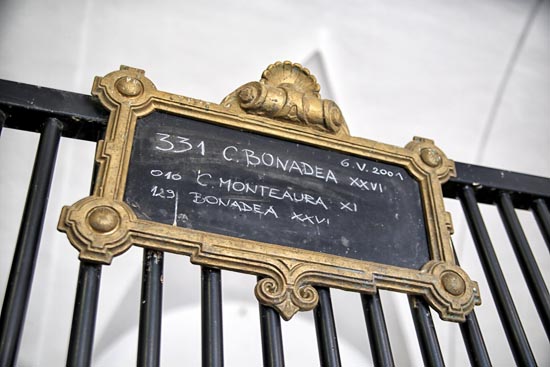 331 C. BONADEA XXVI 6.V.2001
010 C. MONTEAURA XI
129 BONADEA XXVI